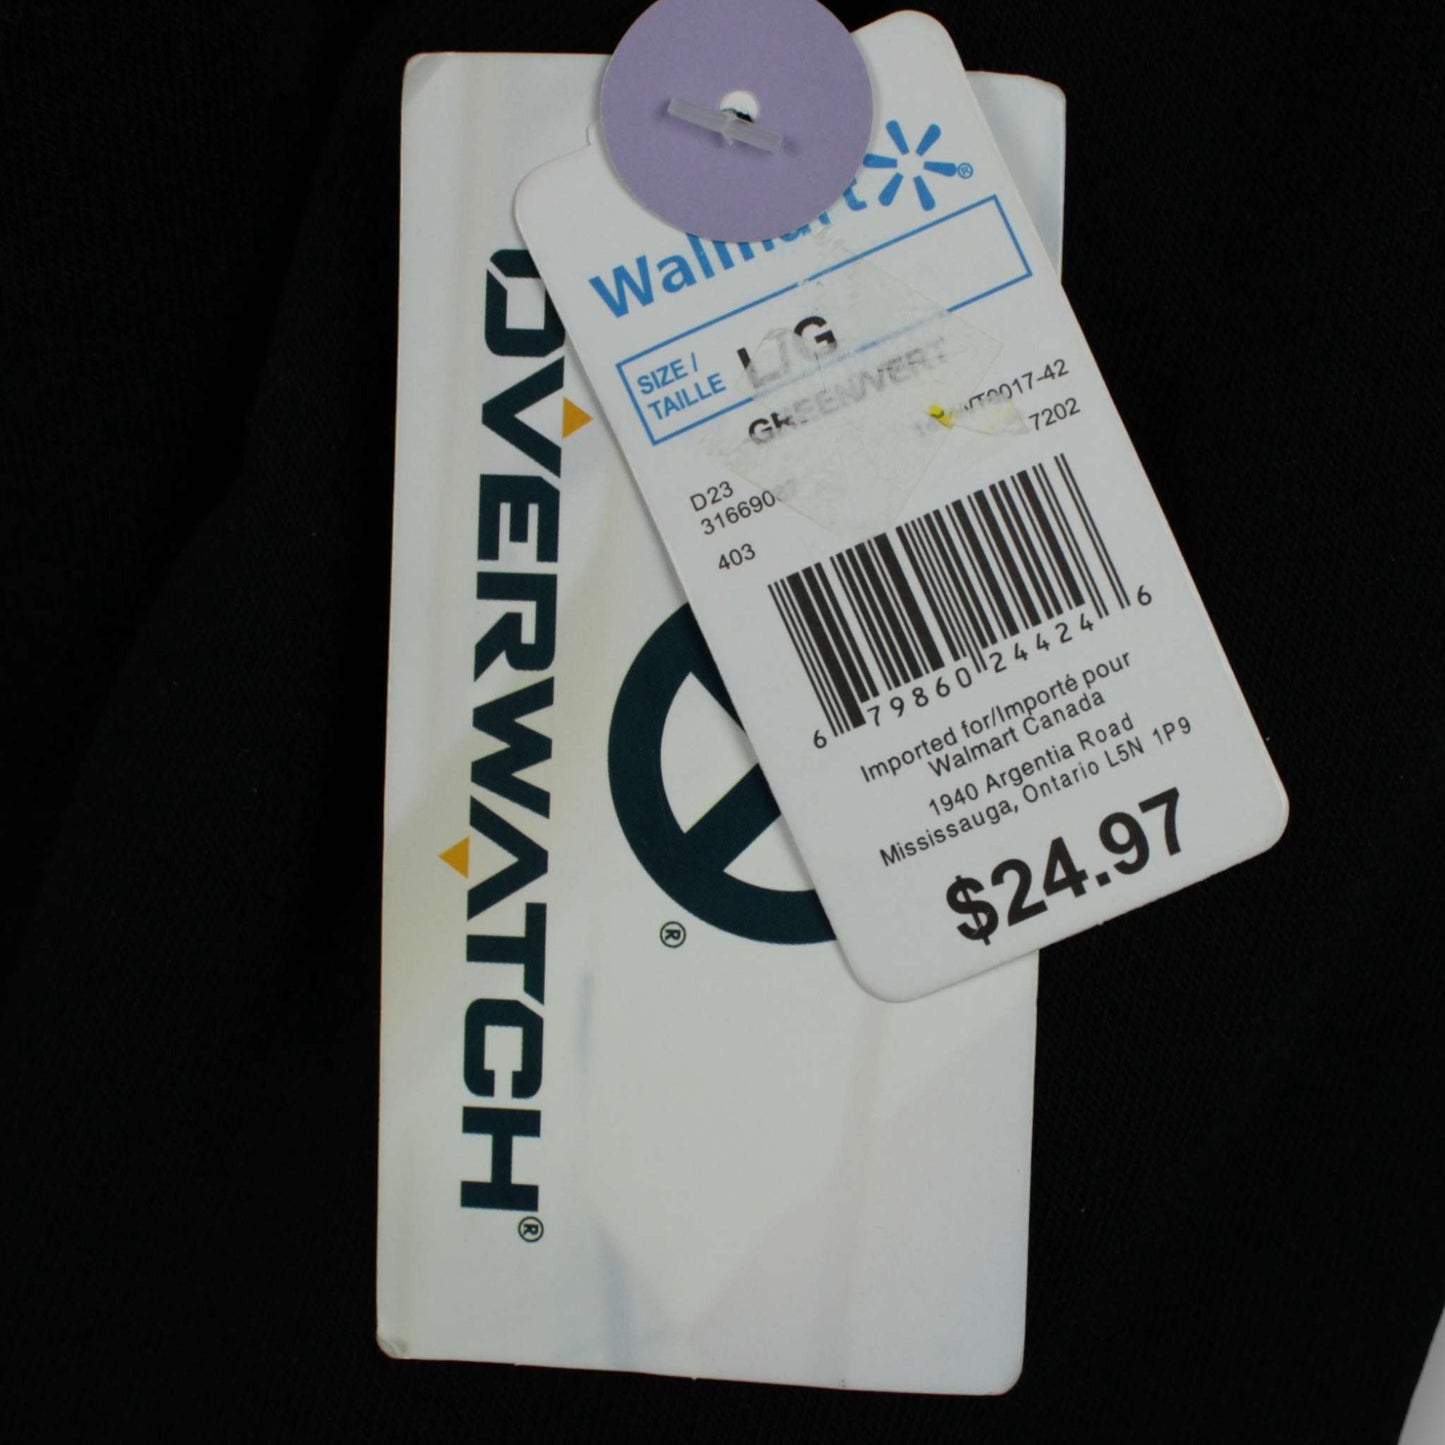 OVERWATCH®
®
Walmart®
SIZE /
TAILLE
L/G
GREEN/VERT
7202
D23
403
6 79860 24424 6
Imported for/Importé pour
Walmart Canada
1940 Argentia Road
Mississauga, Ontario L5N 1P9
$24.97